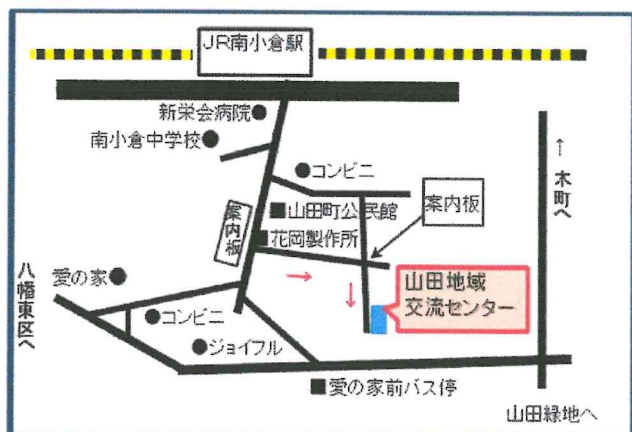 JR南小倉駅
新栄会病院●
南小倉中学校●
●コンビニ
↑木町へ
■山田町公民館
案内板
案内板
■花岡製作所
→
↓
八幡東区へ
愛の家●
山田地域
交流センター
●コンビニ
●ジョイフル
■愛の家前バス停
山田緑地へ